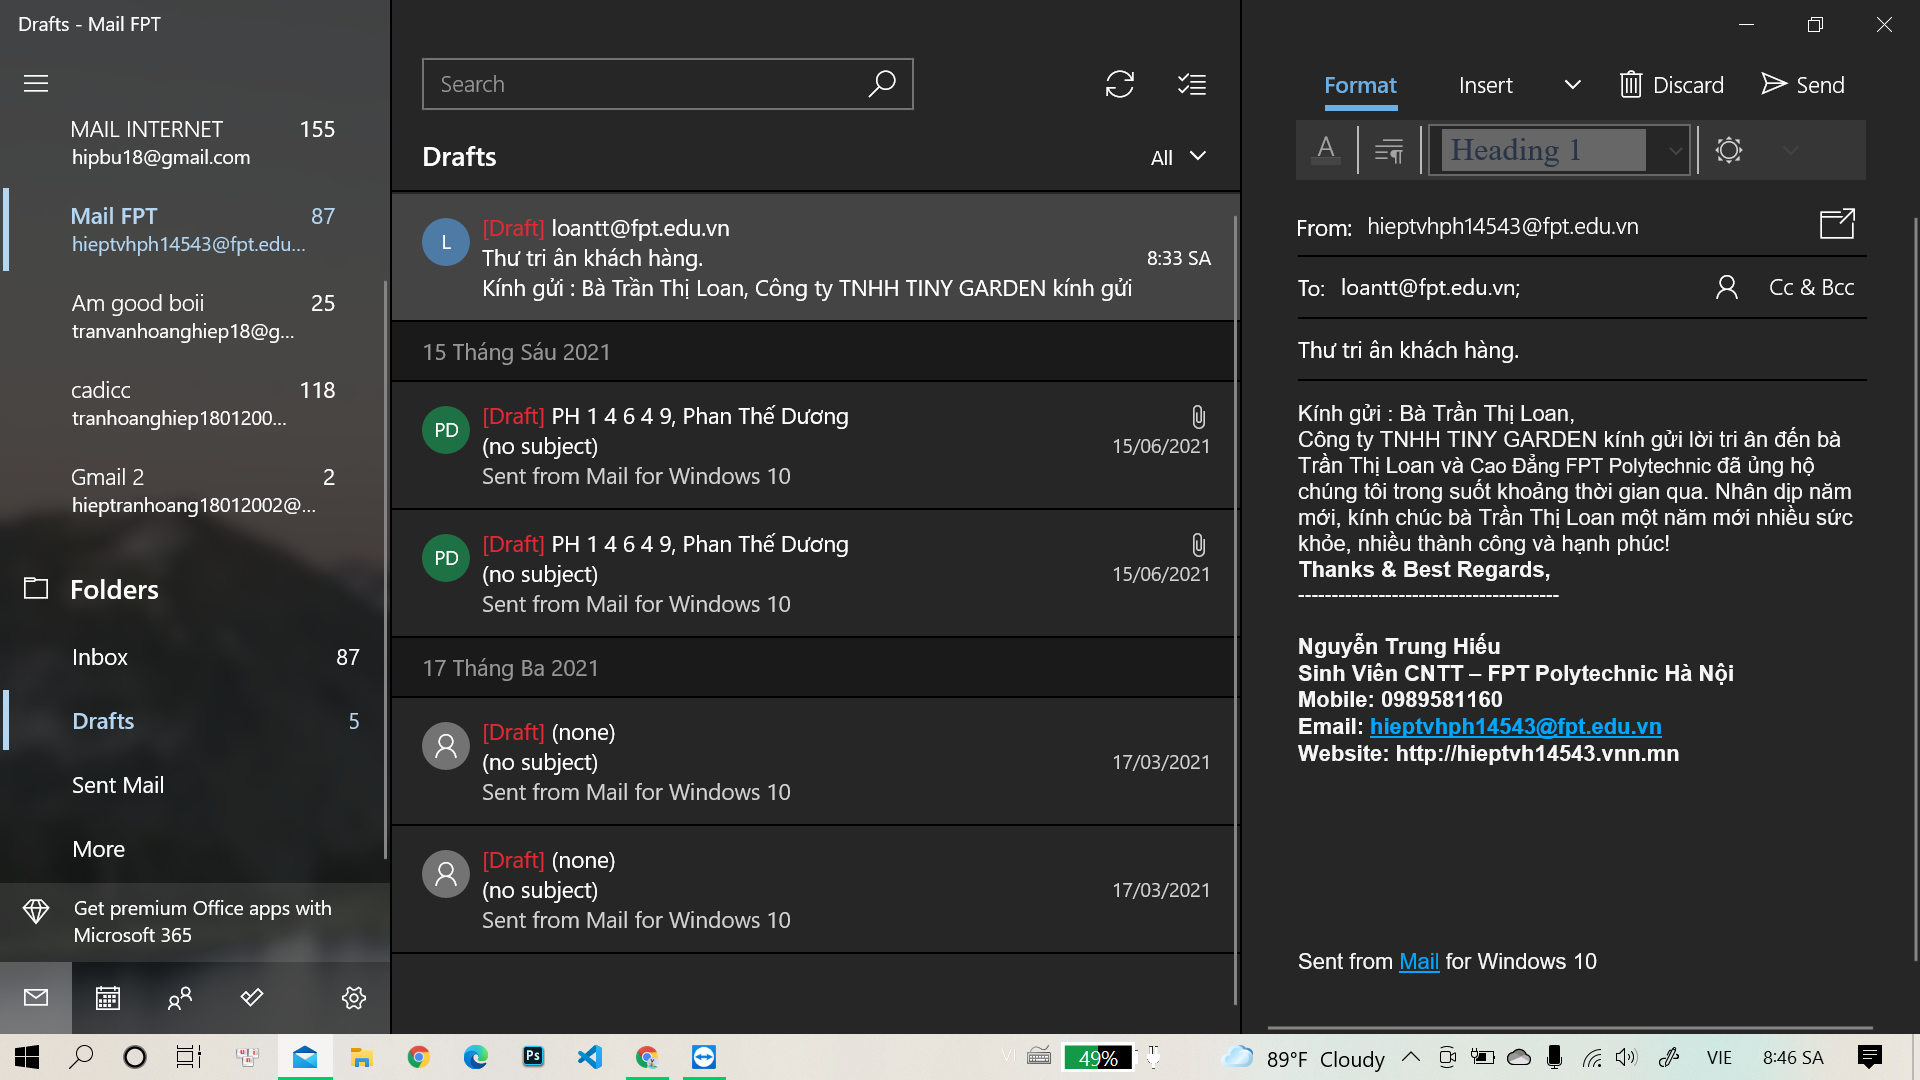 Drafts - Mail FPT
MAIL INTERNET 155
hipbu18@gmail.com
Mail FPT 87
hieptvhph14543@fpt.edu...
Am good boii 25
tranvanhoanghiep18@g...
cadicc 118
tranhoanghiep1801200...
Gmail 2 2
hieptranhoang18012002@...
Folders
Inbox 87
Drafts 5
Sent Mail
More
Get premium Office apps with
Microsoft 365
Search
Drafts
All
L
[Draft] loantt@fpt.edu.vn
Thư tri ân khách hàng. 8:33 SA
Kính gửi : Bà Trần Thị Loan, Công ty TNHH TINY GARDEN kính gửi
15 Tháng Sáu 2021
PD
[Draft] PH 1 4 6 4 9, Phan Thế Dương
(no subject) 15/06/2021
Sent from Mail for Windows 10
PD
[Draft] PH 1 4 6 4 9, Phan Thế Dương
(no subject) 15/06/2021
Sent from Mail for Windows 10
17 Tháng Ba 2021
[Draft] (none)
(no subject) 17/03/2021
Sent from Mail for Windows 10
[Draft] (none)
(no subject) 17/03/2021
Sent from Mail for Windows 10
Format Insert Discard Send
A Heading 1
From: hieptvhph14543@fpt.edu.vn
To: loantt@fpt.edu.vn; Cc & Bcc
Thư tri ân khách hàng.
Kính gửi : Bà Trần Thị Loan,
Công ty TNHH TINY GARDEN kính gửi lời tri ân đến bà
Trần Thị Loan và Cao Đẳng FPT Polytechnic đã ủng hộ
chúng tôi trong suốt khoảng thời gian qua. Nhân dịp năm
mới, kính chúc bà Trần Thị Loan một năm mới nhiều sức
khỏe, nhiều thành công và hạnh phúc!
Thanks & Best Regards,
---------------------------------------
Nguyễn Trung Hiếu
Sinh Viên CNTT – FPT Polytechnic Hà Nội
Mobile: 0989581160
Email: hieptvhph14543@fpt.edu.vn
Website: http://hieptvh14543.vnn.mn
Sent from Mail for Windows 10
Ps
VI 49% 89°F Cloudy VIE 8:46 SA